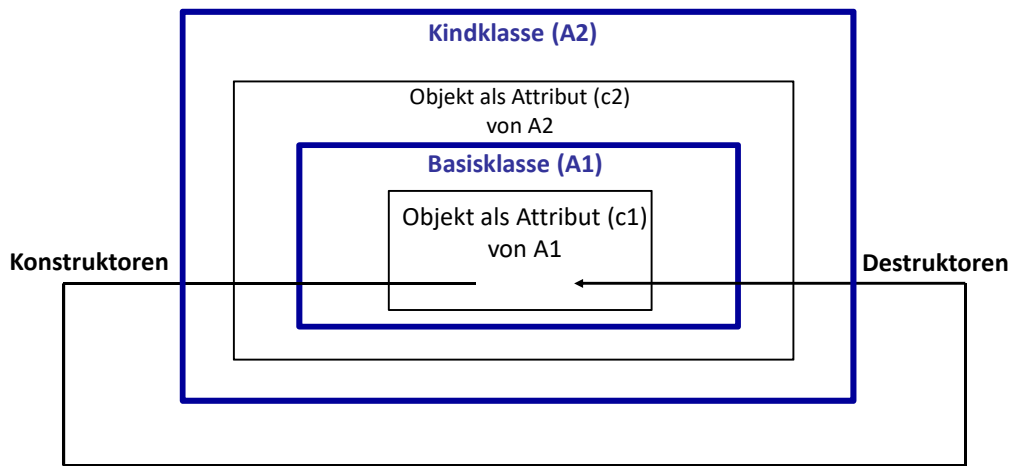 Kindklasse (A2)
Objekt als Attribut (c2)
von A2
Basisklasse (A1)
Objekt als Attribut (c1)
von A1
Konstruktoren
Destruktoren